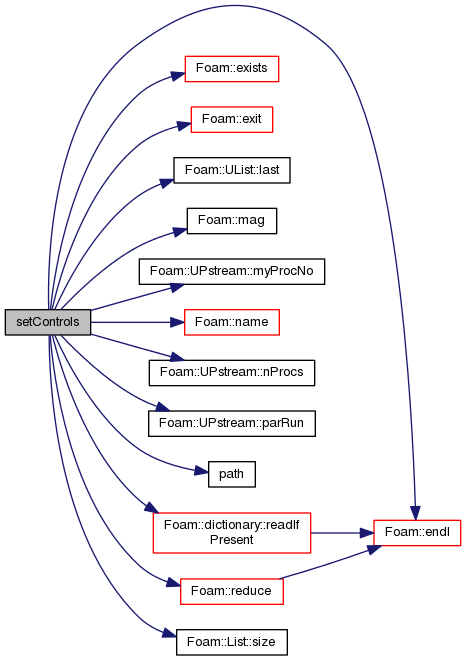 Foam::exists
Foam::exit
Foam::UList::last
Foam::mag
Foam::UPstream::myProcNo
setControls
Foam::name
Foam::UPstream::nProcs
Foam::UPstream::parRun
path
Foam::dictionary::readIf
Present
Foam::endl
Foam::reduce
Foam::List::size